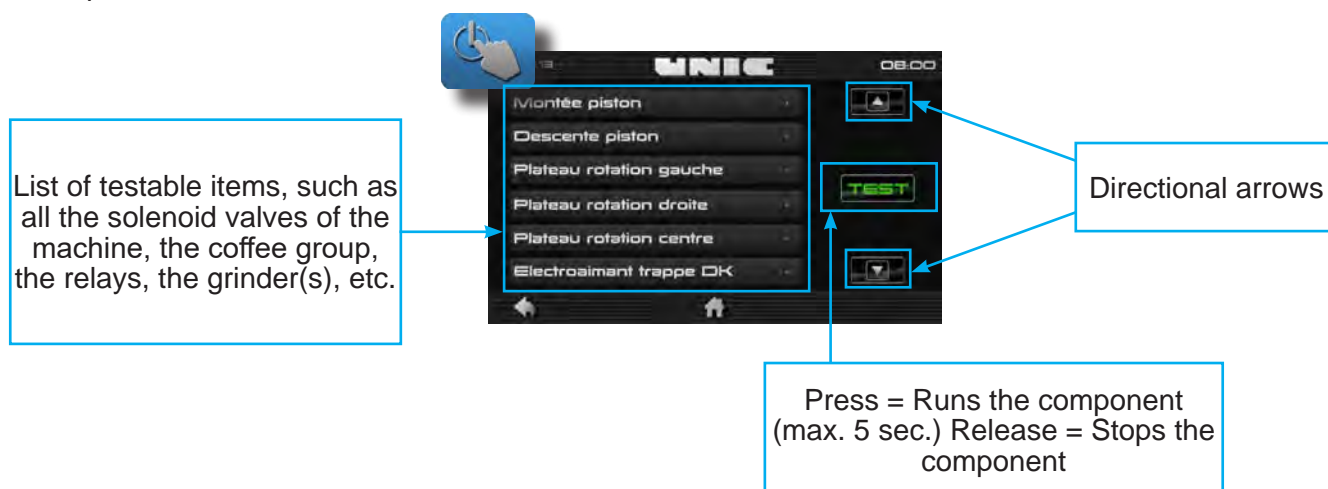 UNIC
08:00
Montée piston
Descente piston
Plateau rotation gauche
Plateau rotation droite
Plateau rotation centre
Electroaimant trappe DK
TEST
List of testable items, such as
all the solenoid valves of the
machine, the coffee group,
the relays, the grinder(s), etc.
Directional arrows
Press = Runs the component
(max. 5 sec.) Release = Stops the
component